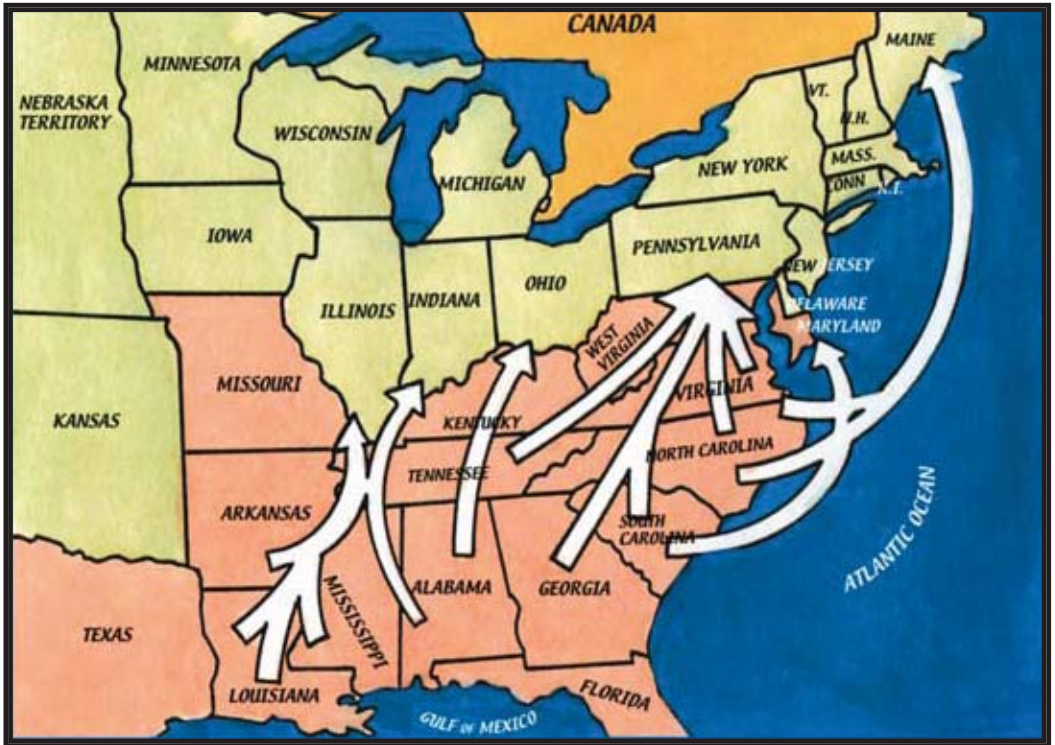 CANADA
MAINE
MINNESOTA
VT.
NEBRASKA
TERRITORY
N.H.
WISCONSIN
MASS.
NEW YORK
MICHIGAN
CONN
R.I.
IOWA
PENNSYLVANIA
NEW JERSEY
OHIO
INDIANA
ILLINOIS
DELAWARE
MARYLAND
WEST
VIRGINIA
MISSOURI
VIRGINIA
KANSAS
KENTUCKY
NORTH CAROLINA
TENNESSEE
ARKANSAS
SOUTH
CAROLINA
ATLANTIC OCEAN
ALABAMA
GEORGIA
MISSISSIPPI
TEXAS
LOUISIANA
FLORIDA
GULF OF MEXICO